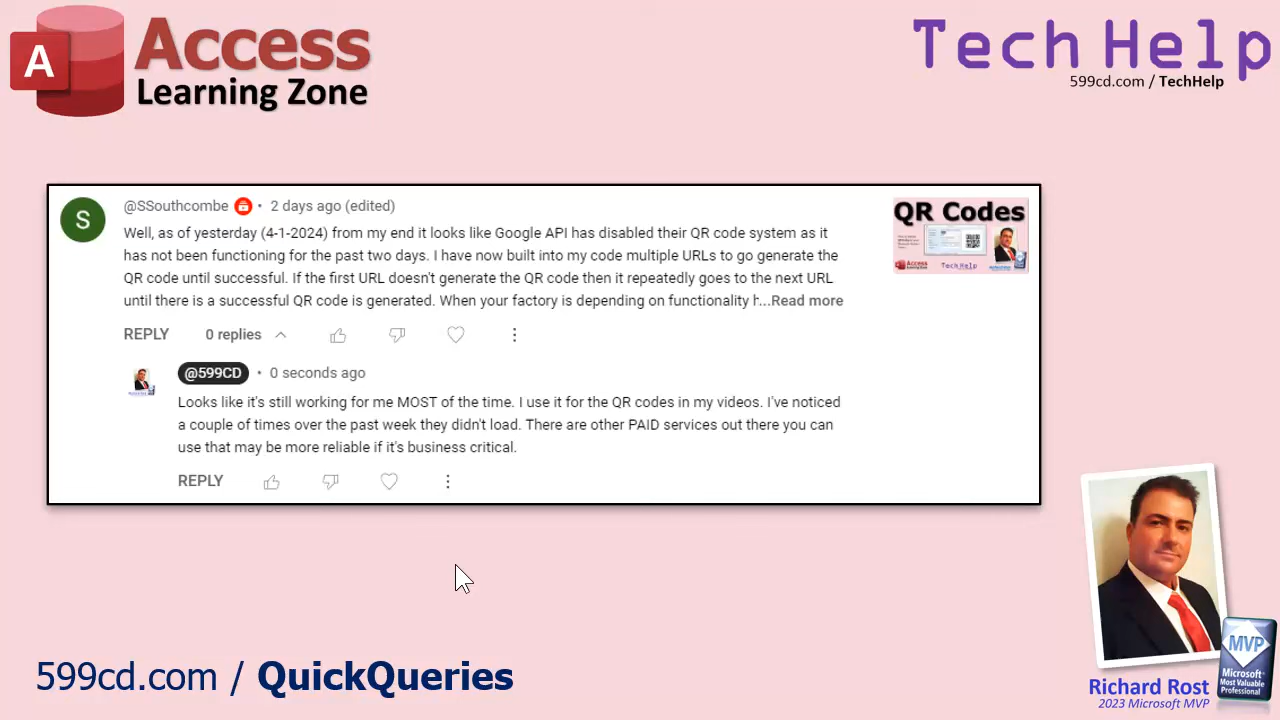 A
Access
Learning Zone
Tech Help
599cd.com / TechHelp
S
@SSouthcombe • 2 days ago (edited)
Well, as of yesterday (4-1-2024) from my end it looks like Google API has disabled their QR code system as it
has not been functioning for the past two days. I have now built into my code multiple URLs to go generate the
QR code until successful. If the first URL doesn't generate the QR code then it repeatedly goes to the next URL
until there is a successful QR code is generated. When your factory is depending on functionality h...Read more
REPLY 0 replies
QR Codes
Access
Tech Help
@599CD • 0 seconds ago
Looks like it's still working for me MOST of the time. I use it for the QR codes in my videos. I've noticed
a couple of times over the past week they didn't load. There are other PAID services out there you can
use that may be more reliable if it's business critical.
REPLY
599cd.com / QuickQueries
MVP
Microsoft
Most Valuable
Professional
Richard Rost
2023 Microsoft MVP